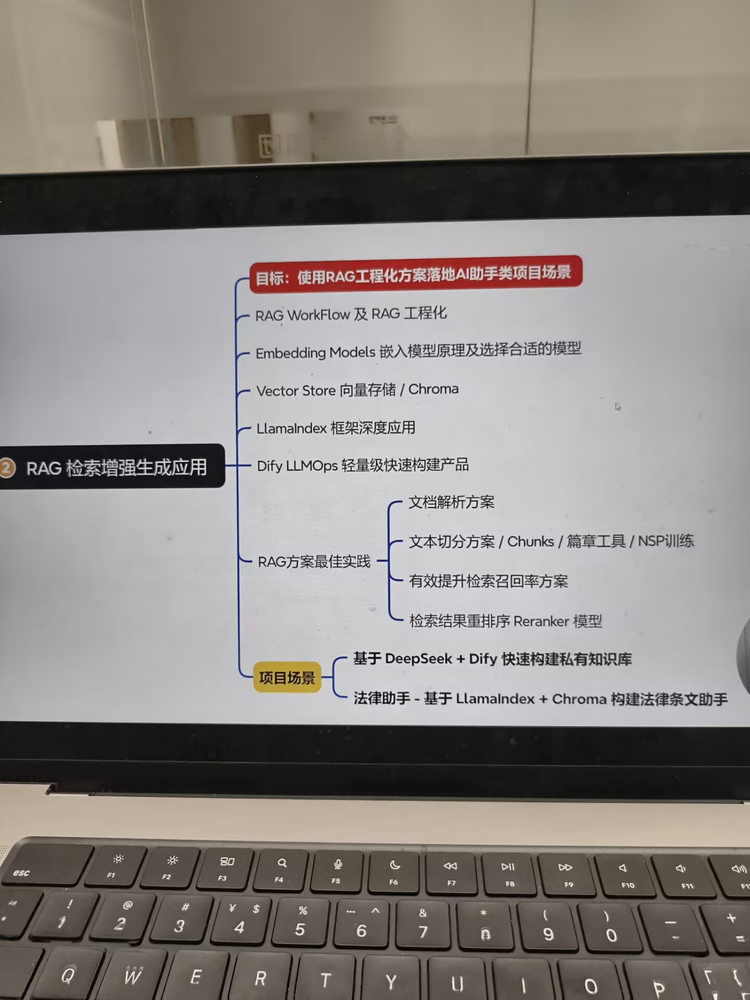 目标：使用RAG工程化方案落地AI助手类项目场景
RAG WorkFlow 及 RAG 工程化
Embedding Models 嵌入模型原理及选择合适的模型
Vector Store 向量存储 / Chroma
LlamaIndex 框架深度应用
2 RAG 检索增强生成应用
Dify LLMOps 轻量级快速构建产品
文档解析方案
文本切分方案 / Chunks / 篇章工具 / NSP训练
RAG方案最佳实践
有效提升检索召回率方案
检索结果重排序 Reranker 模型
基于 DeepSeek + Dify 快速构建私有知识库
项目场景
法律助手 - 基于 LlamaIndex + Chroma 构建法律条文助手
esc F1 F2 F3 F4 F5 F6 F7 F8 F9 F10 F11
! @ # ¥ $ % … ^ & * ( ) — +
1 2 3 4 5 6 7 8 9 0 - =
Q W E R T Y U I O P {